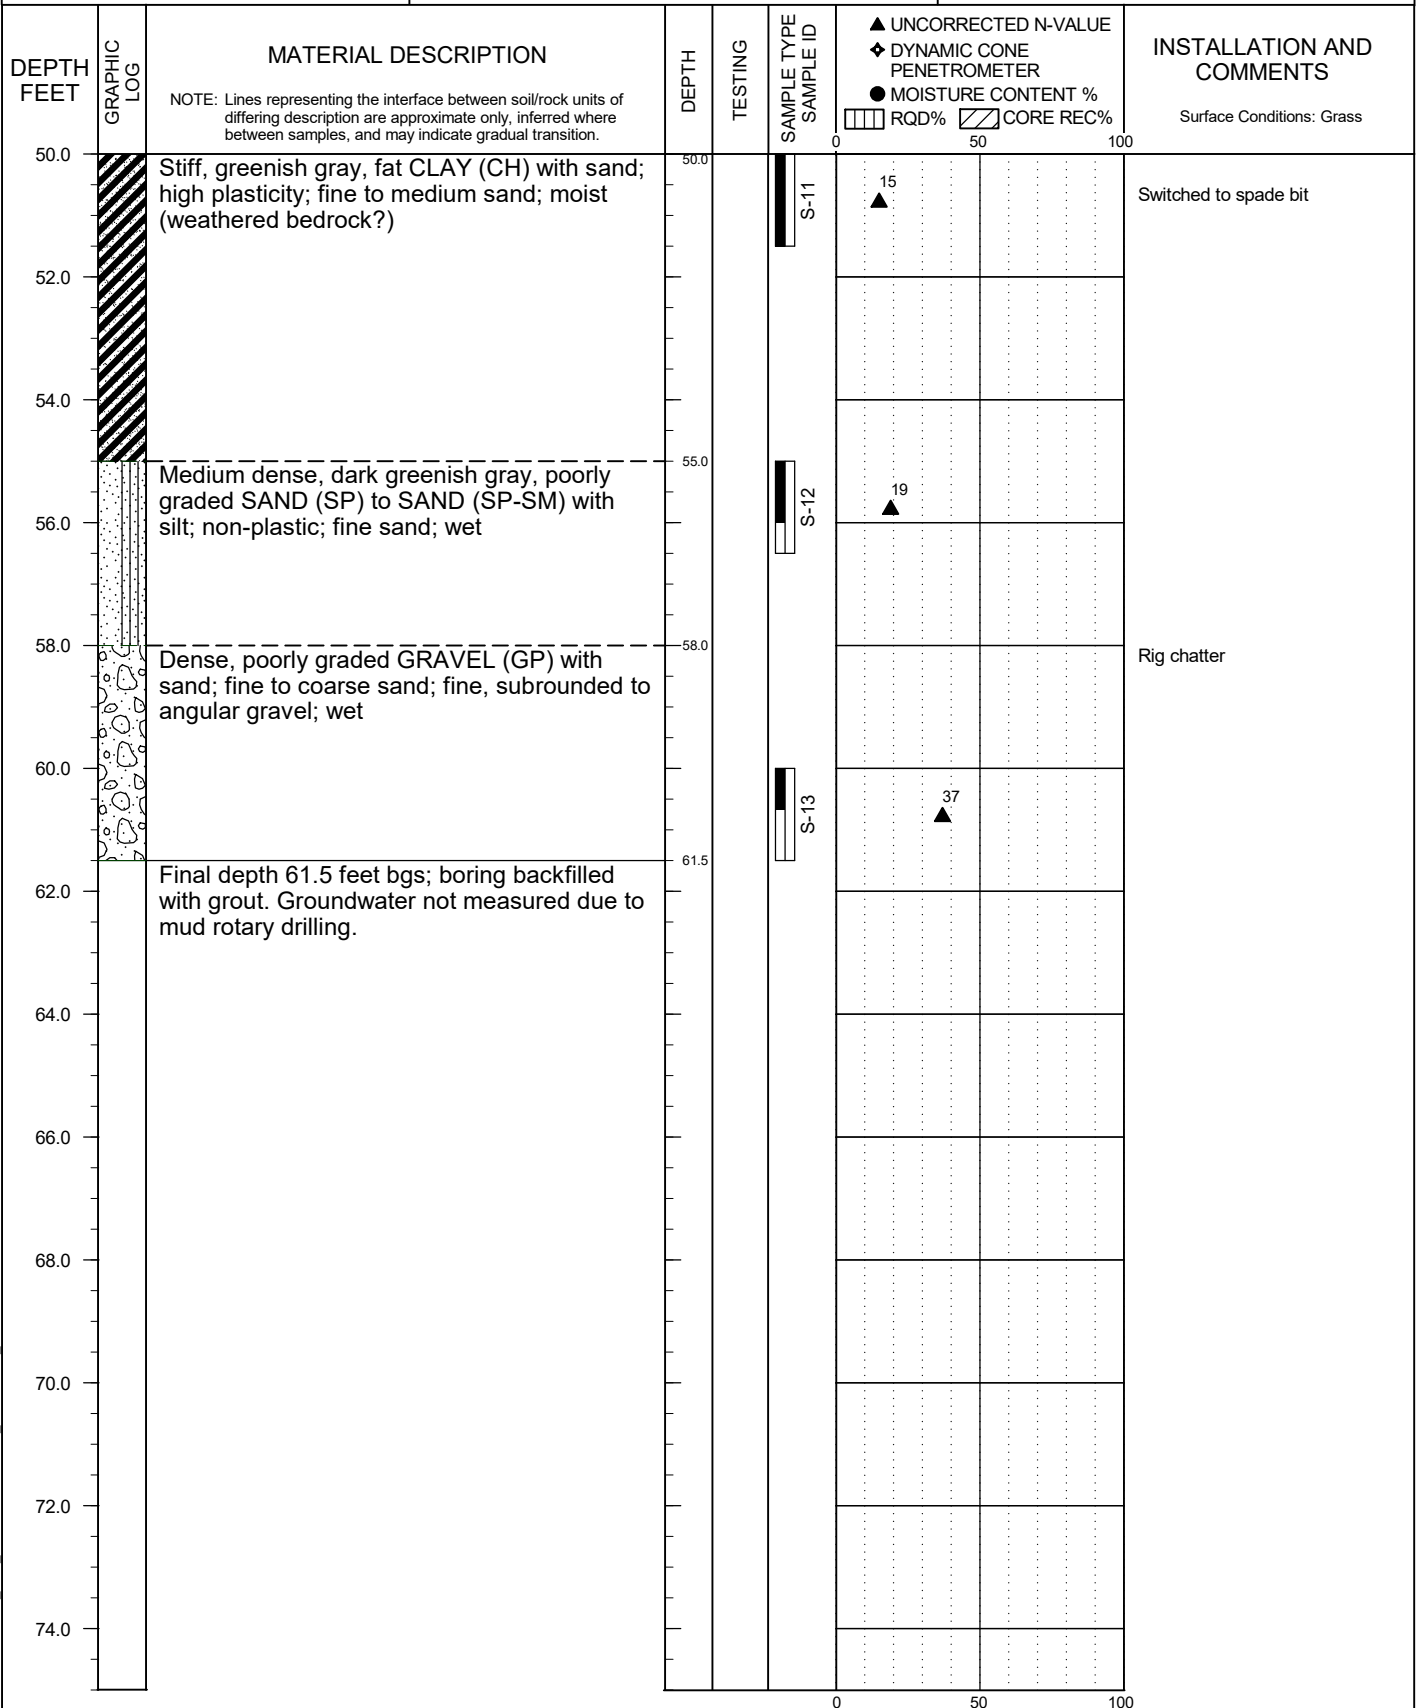 DEPTH
FEET
GRAPHIC
LOG
MATERIAL DESCRIPTION
NOTE: Lines representing the interface between soil/rock units of
differing description are approximate only, inferred where
between samples, and may indicate gradual transition.
DEPTH
TESTING
SAMPLE TYPE
SAMPLE ID
UNCORRECTED N-VALUE
DYNAMIC CONE
PENETROMETER
MOISTURE CONTENT %
RQD% CORE REC%
0 50 100
INSTALLATION AND
COMMENTS
Surface Conditions: Grass
50.0
Stiff, greenish gray, fat CLAY (CH) with sand;
high plasticity; fine to medium sand; moist
(weathered bedrock?)
50.0
S-11
15
Switched to spade bit
52.0
54.0
Medium dense, dark greenish gray, poorly
graded SAND (SP) to SAND (SP-SM) with
silt; non-plastic; fine sand; wet
55.0
S-12
19
56.0
58.0
Dense, poorly graded GRAVEL (GP) with
sand; fine to coarse sand; fine, subrounded to
angular gravel; wet
58.0
Rig chatter
60.0
S-13
37
61.5
Final depth 61.5 feet bgs; boring backfilled
with grout. Groundwater not measured due to
mud rotary drilling.
62.0
64.0
66.0
68.0
70.0
72.0
74.0
0 50 100